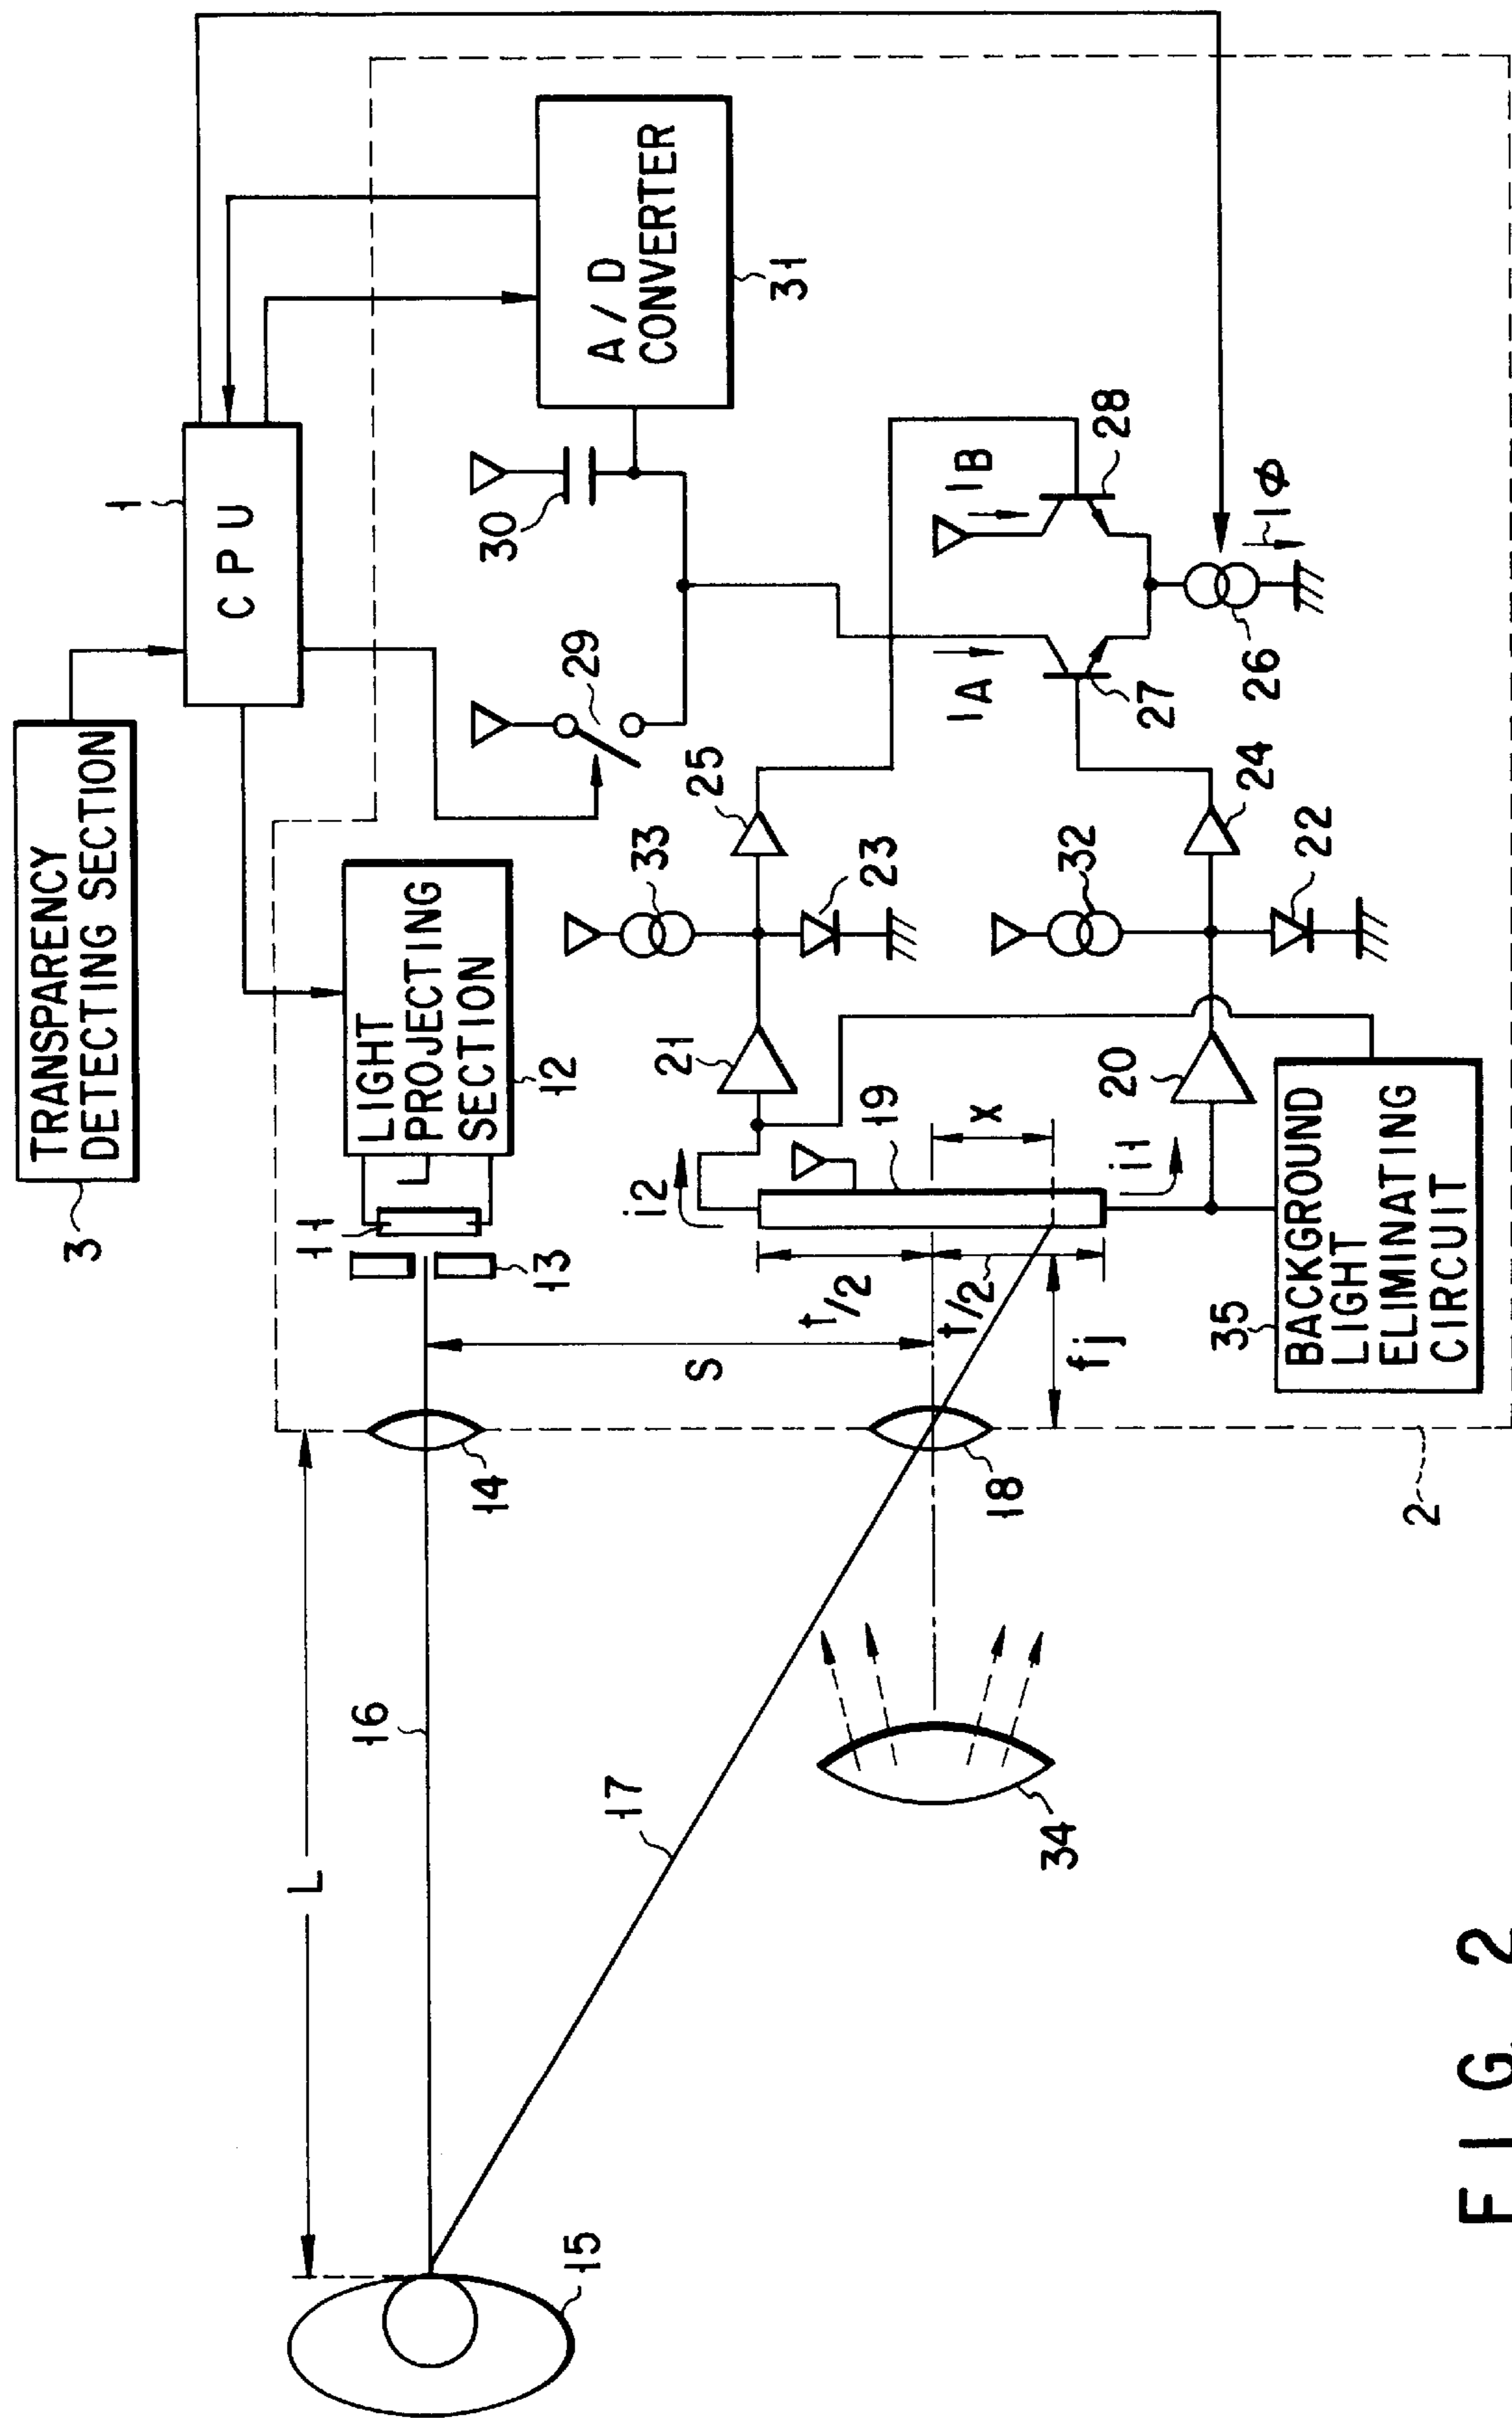 TRANSPARENCY
DETECTING SECTION
3
1
CPU
A/D
CONVERTER
31
30
29
LIGHT
PROJECTING
SECTION
12
11
13
14
L
16
15
17
S
18
34
2
i2
21
25
33
23
19
X
t/2
t/2
fj
i1
20
24
32
22
35
BACKGROUND
LIGHT
ELIMINATING
CIRCUIT
IA
IB
27
28
26
Iφ
FIG. 2